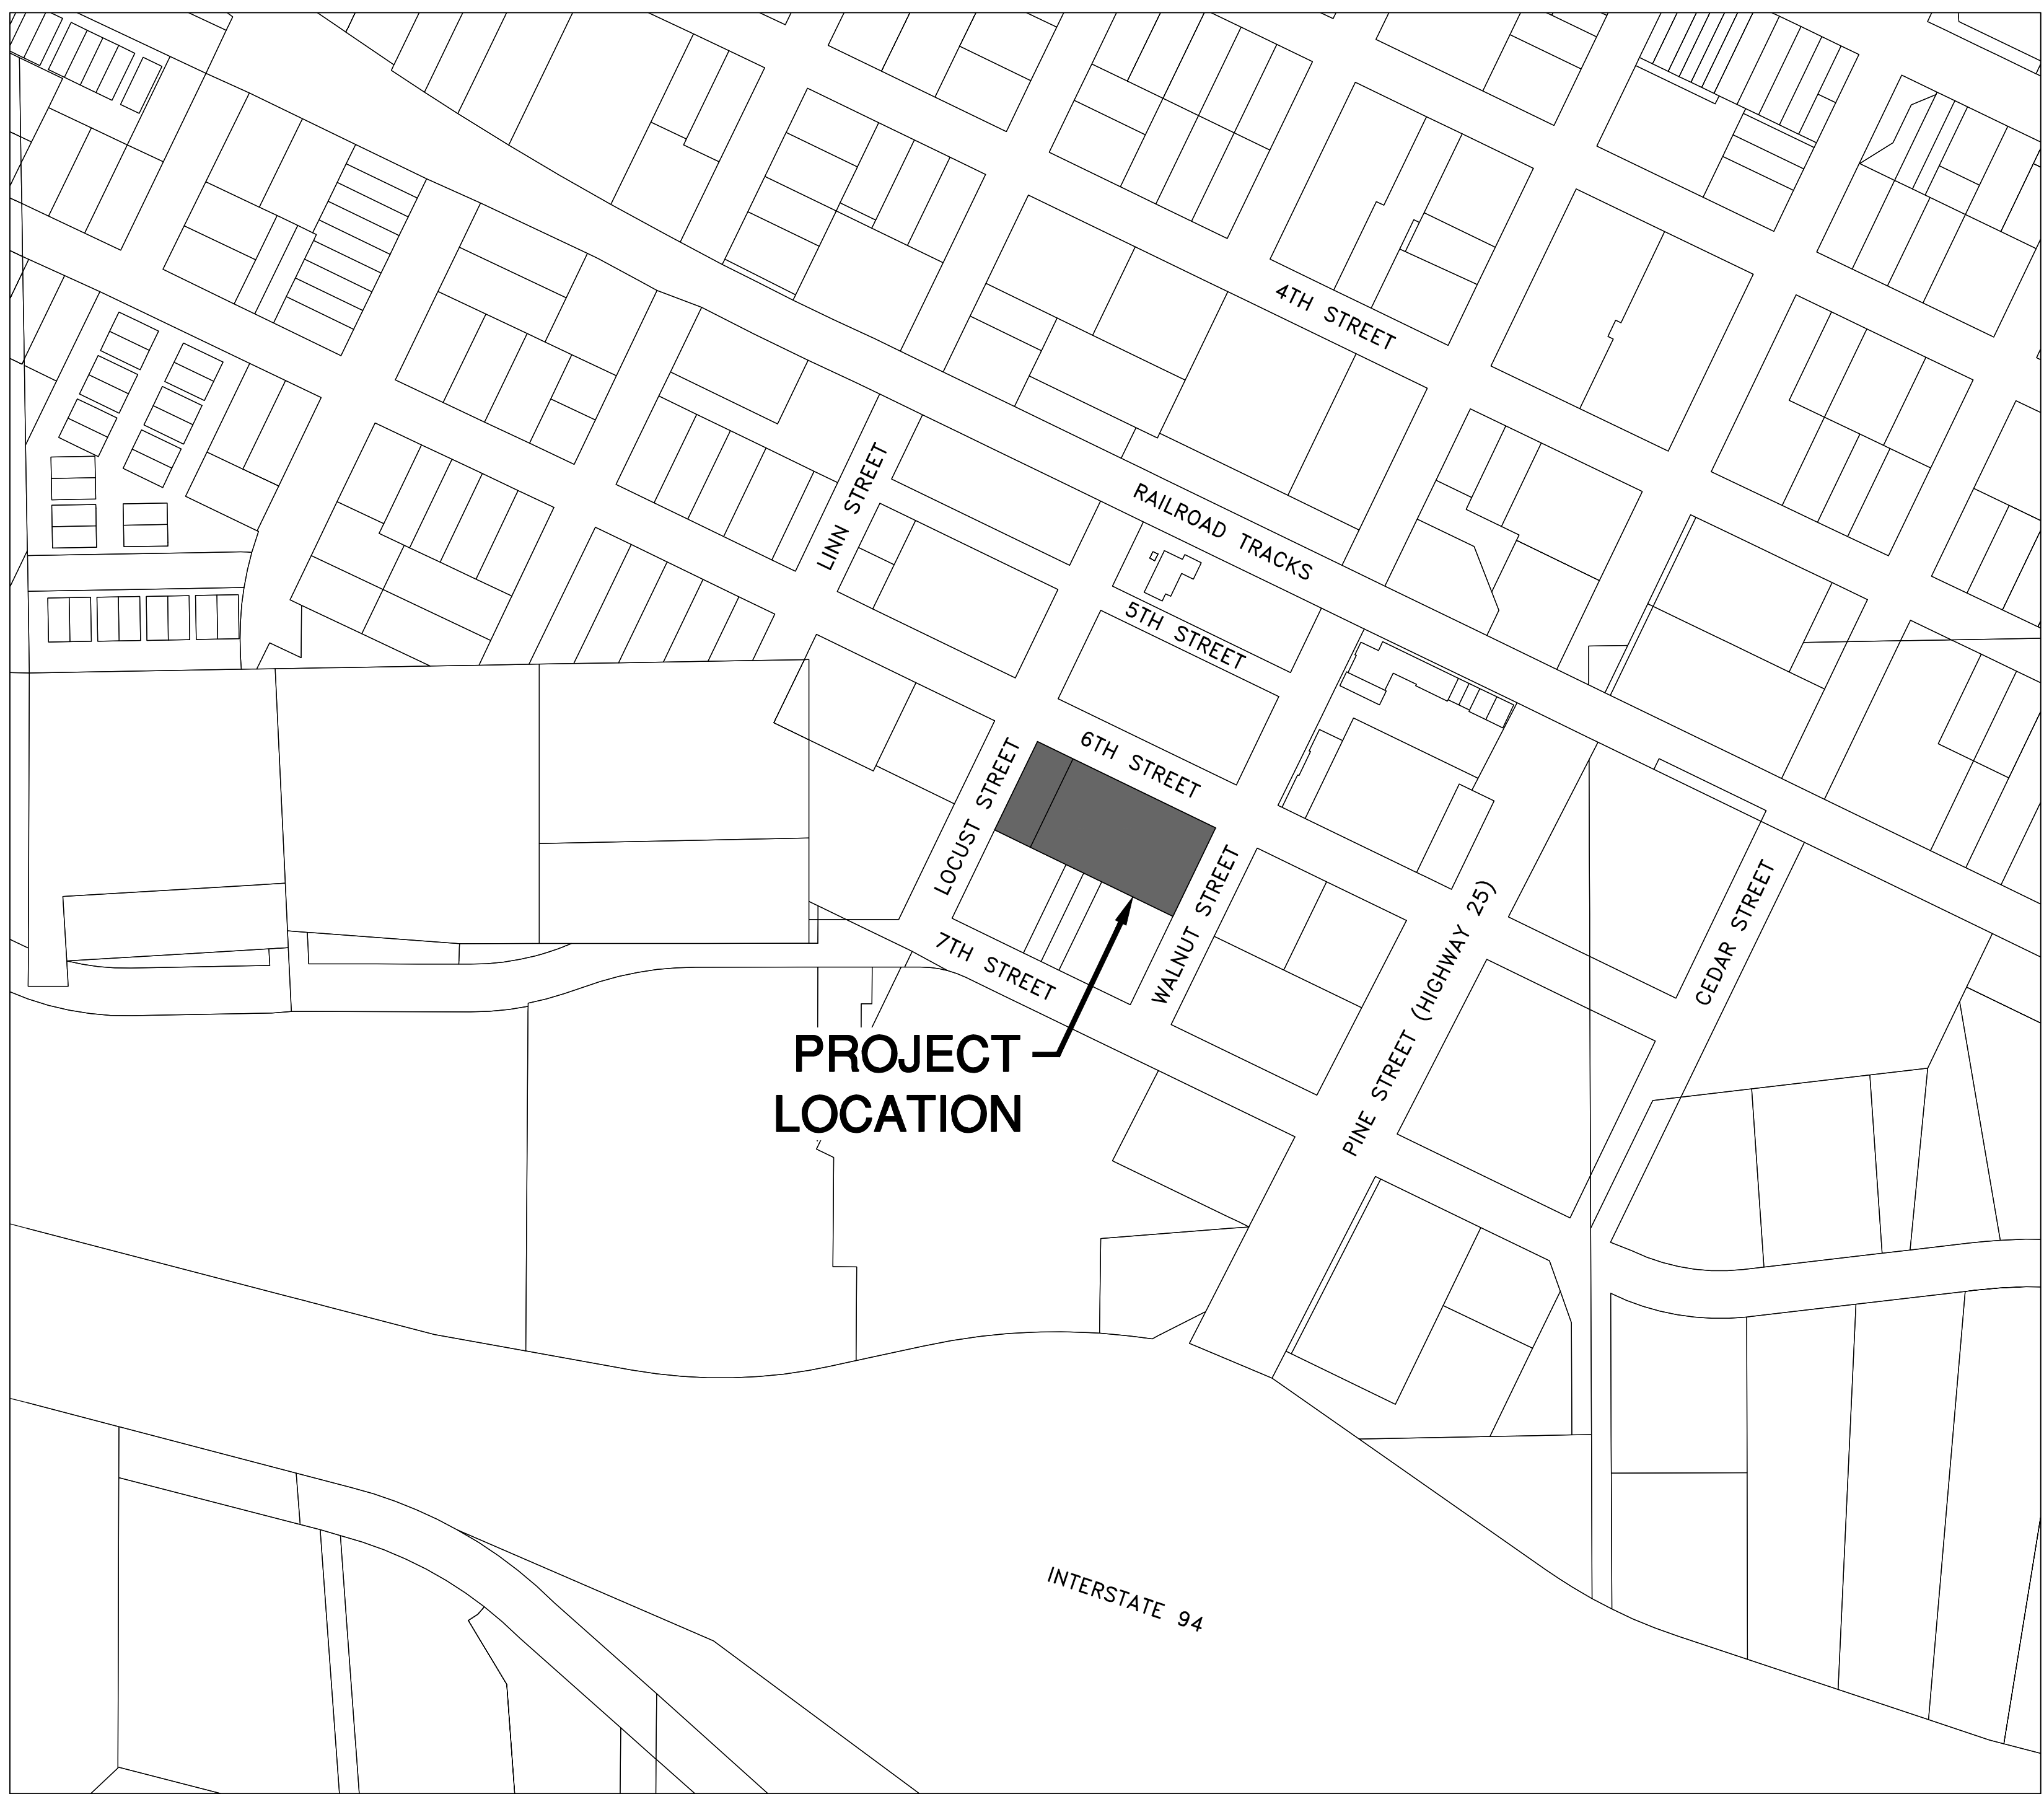 4TH STREET
LINN STREET
RAILROAD TRACKS
5TH STREET
6TH STREET
LOCUST STREET
WALNUT STREET
7TH STREET
PINE STREET (HIGHWAY 25)
CEDAR STREET
PROJECT
LOCATION
INTERSTATE 94